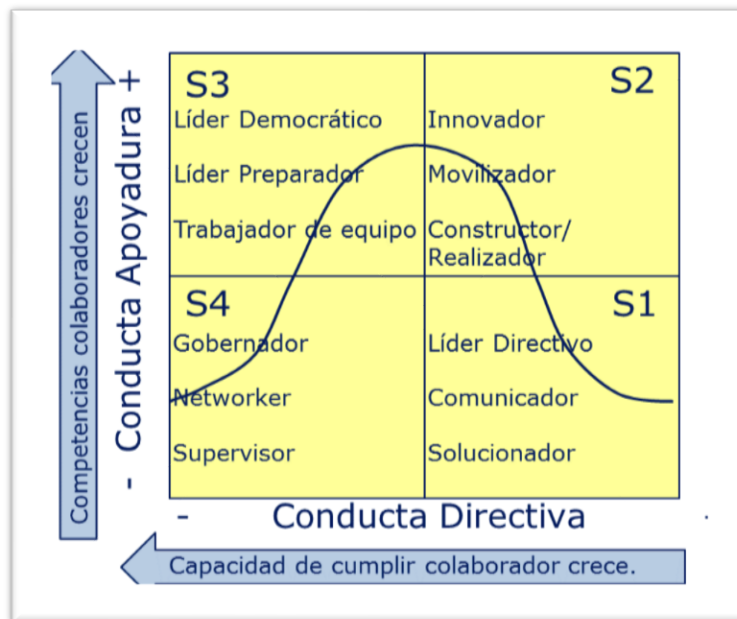 Competencias colaboradores crecen
- Conducta Apoyadura +
S3
Líder Democrático
Líder Preparador
Trabajador de equipo
S2
Innovador
Movilizador
Constructor/
Realizador
S4
Gobernador
Networker
Supervisor
S1
Líder Directivo
Comunicador
Solucionador
- Conducta Directiva .
Capacidad de cumplir colaborador crece.